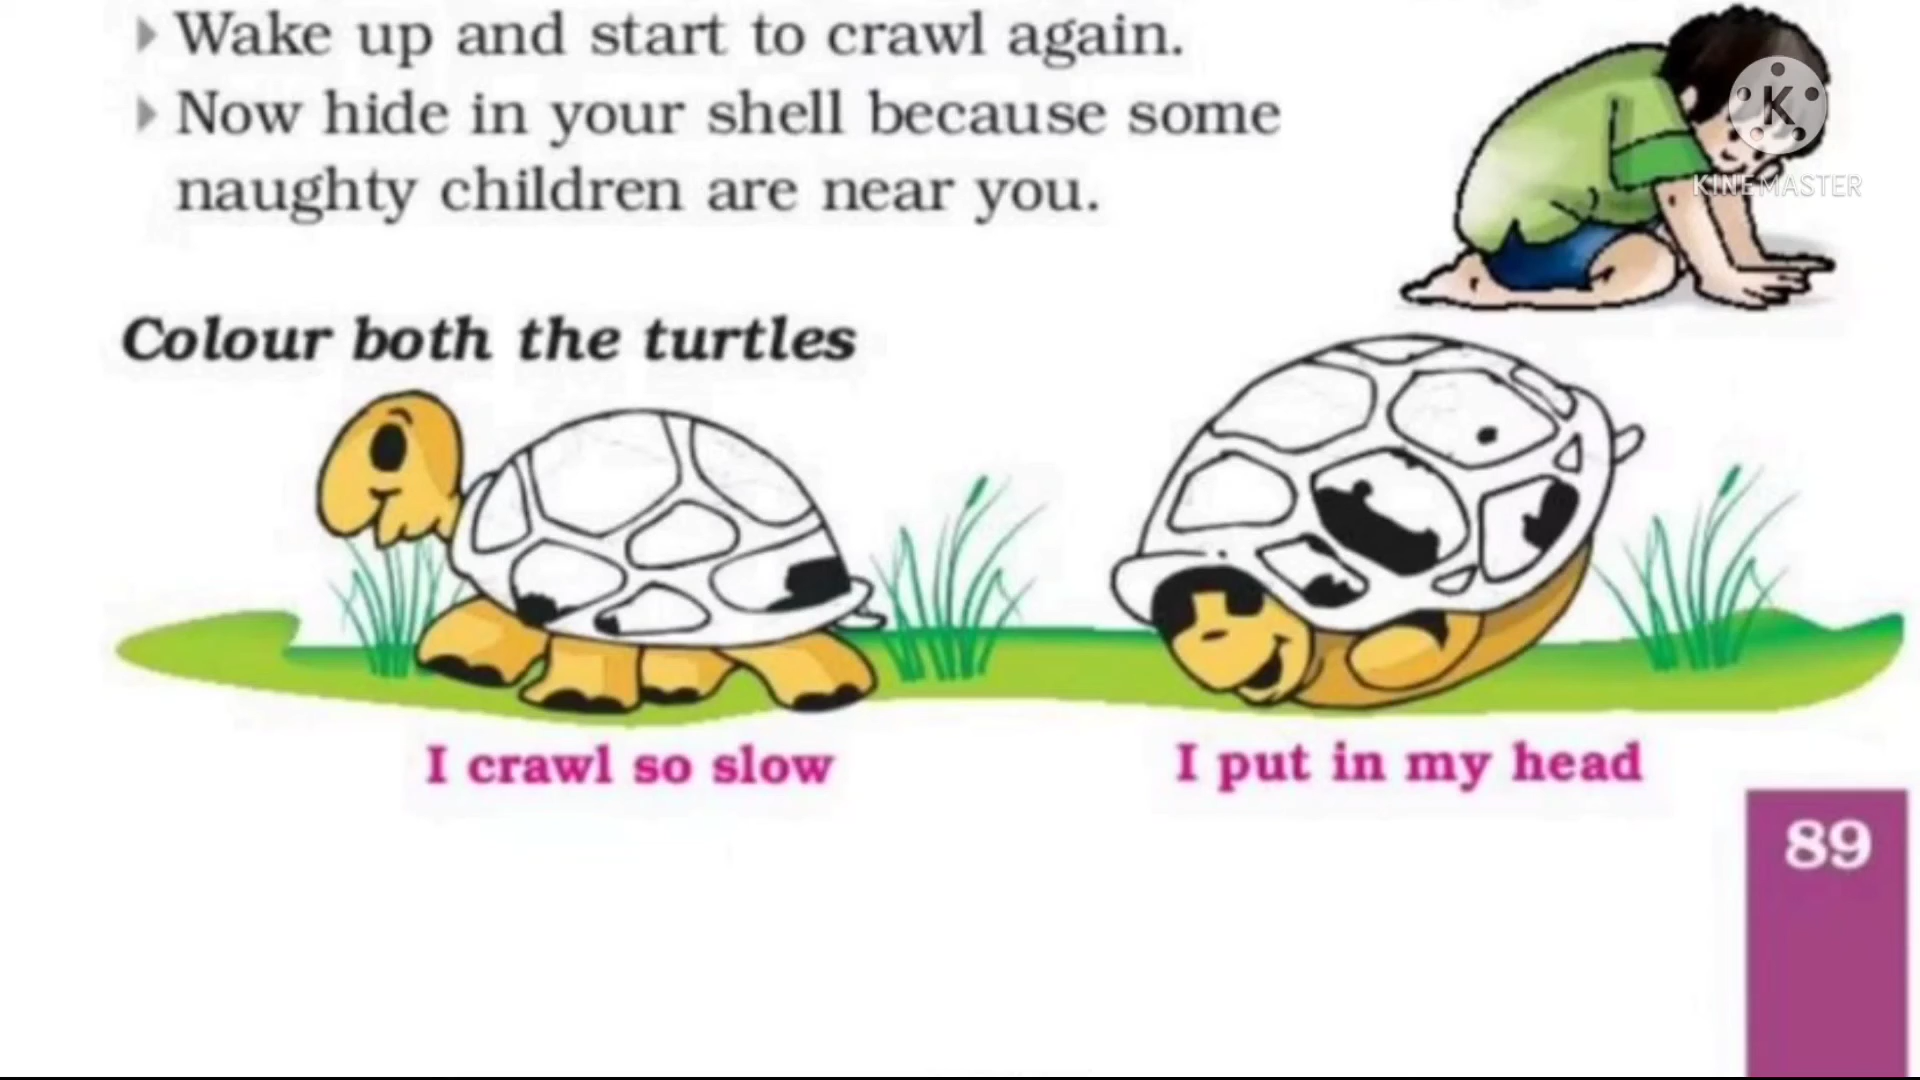 Wake up and start to crawl again.
Now hide in your shell because some
naughty children are near you.
K
KINEMASTER
Colour both the turtles
I crawl so slow
I put in my head
89